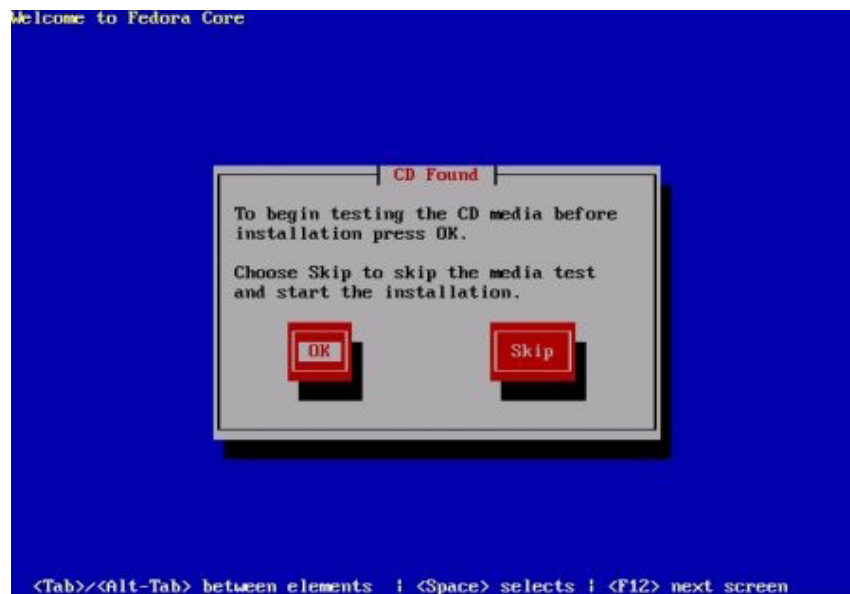 Welcome to Fedora Core
CD Found
To begin testing the CD media before
installation press OK.
Choose Skip to skip the media test
and start the installation.
OK Skip
<Tab>/<Alt-Tab> between elements | <Space> selects | <F12> next screen